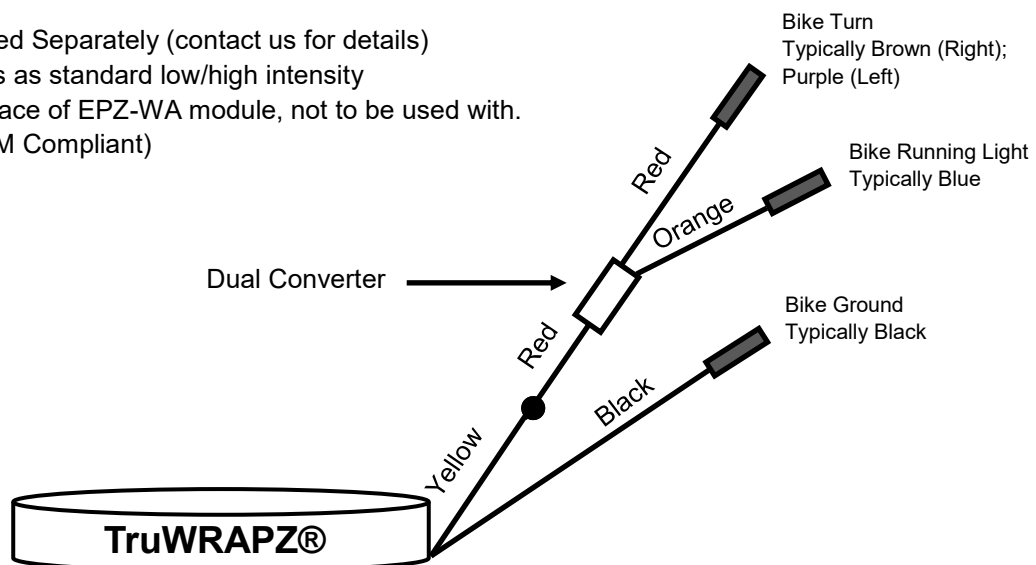 ed Separately (contact us for details)
s as standard low/high intensity
ace of EPZ-WA module, not to be used with.
M Compliant)
Bike Turn
Typically Brown (Right);
Purple (Left)
Bike Running Light
Typically Blue
Red
Orange
Dual Converter
Bike Ground
Typically Black
Red
Black
Yellow
TruWRAPZ®